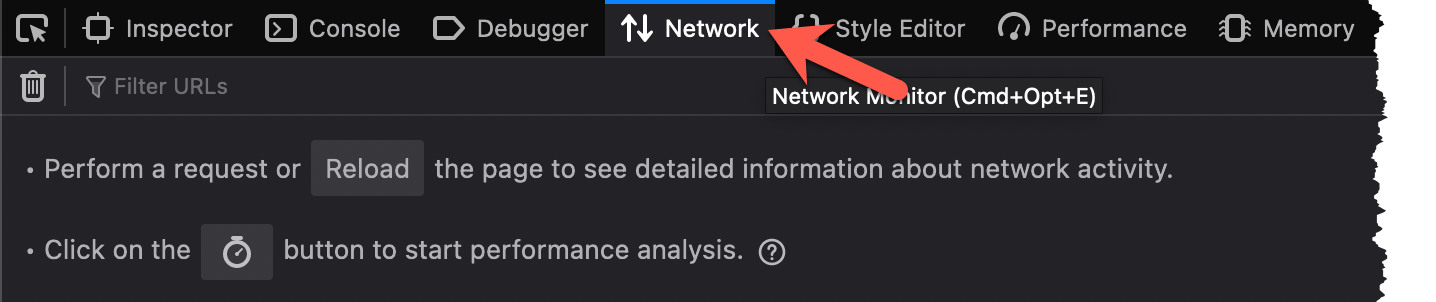 Inspector Console Debugger Network Style Editor Performance Memory
Filter URLs
Network Monitor (Cmd+Opt+E)
• Perform a request or Reload the page to see detailed information about network activity.
• Click on the button to start performance analysis. ?